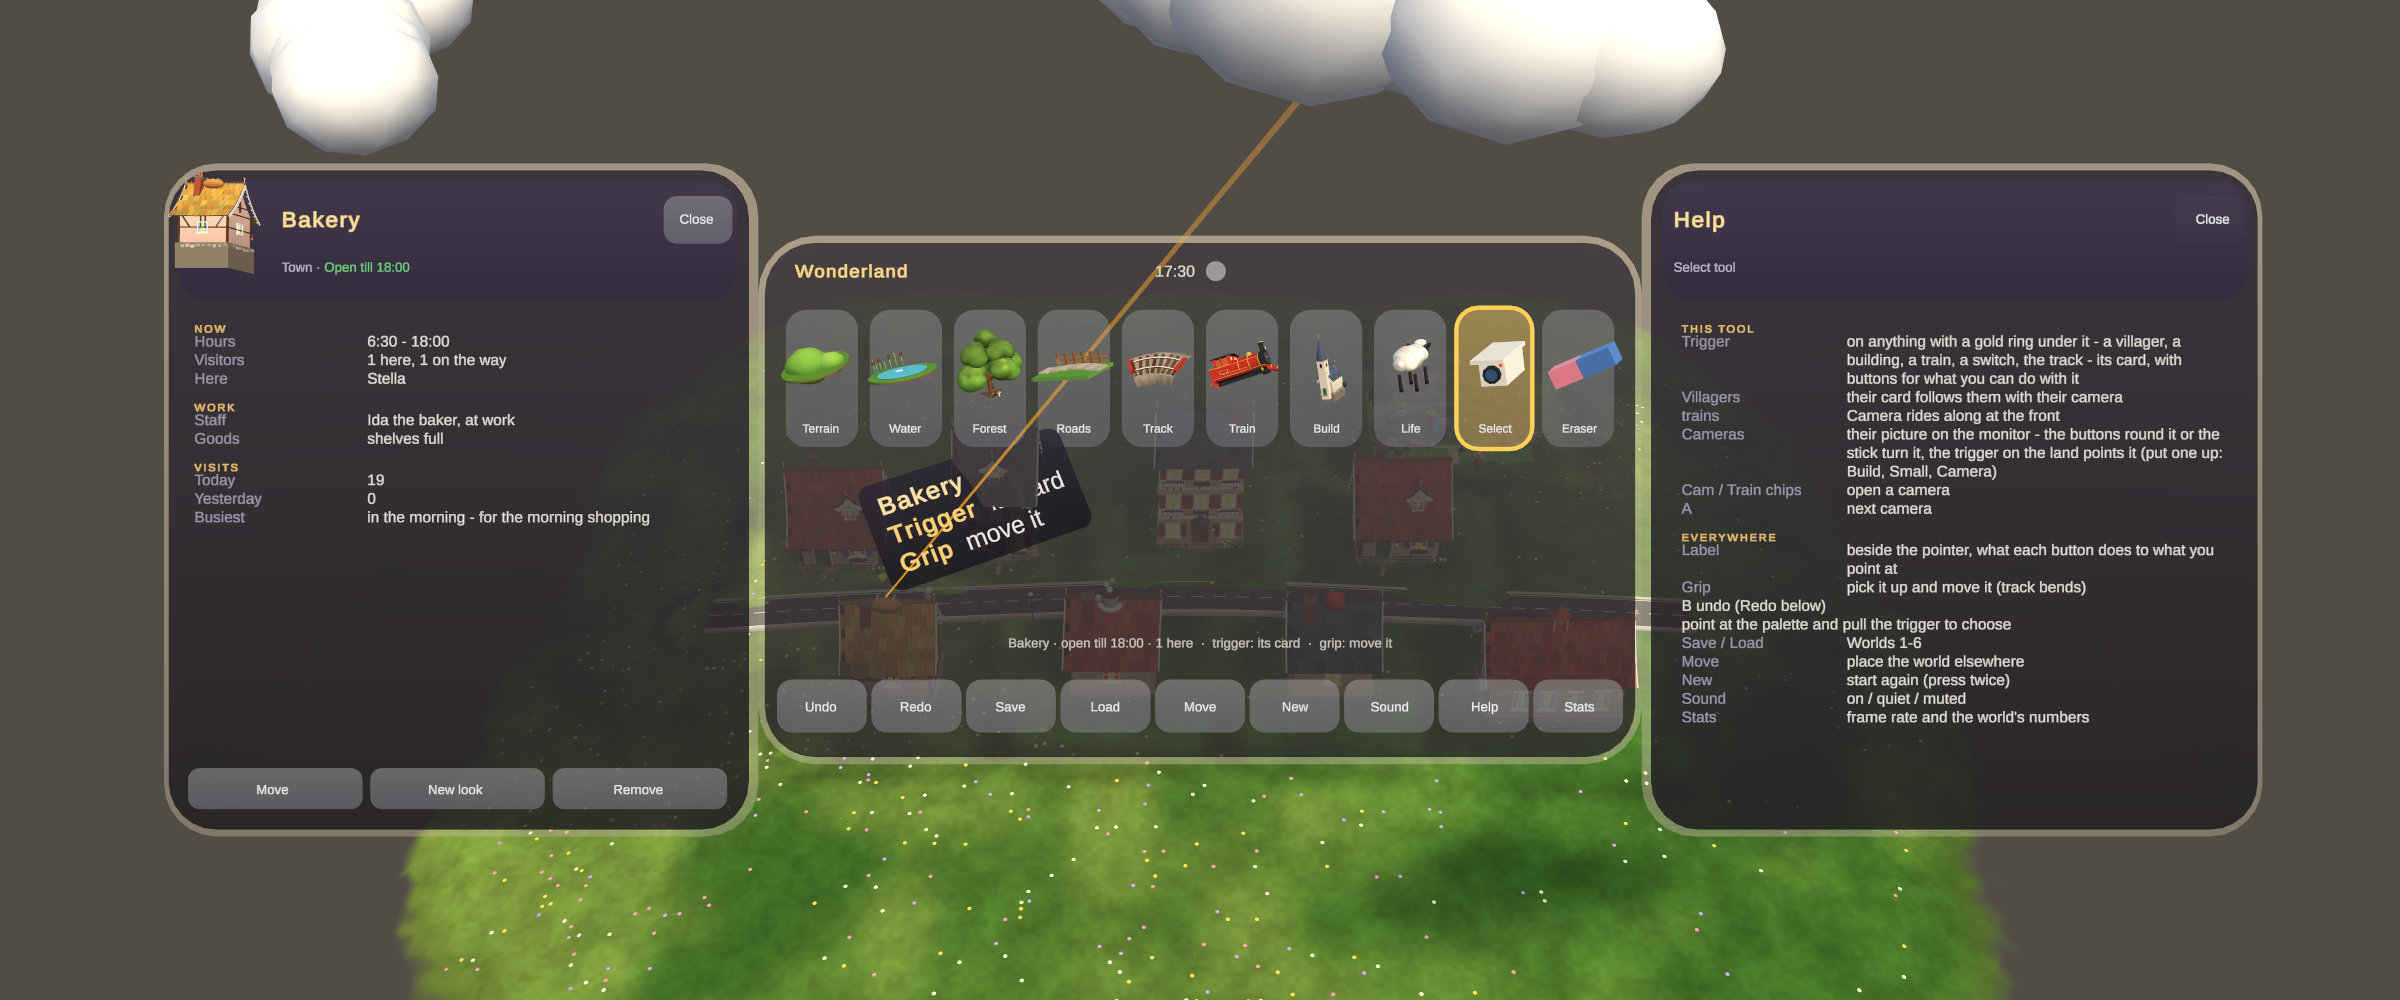 Bakery
Close
Town · Open till 18:00
NOW
Hours 6:30 - 18:00
Visitors 1 here, 1 on the way
Here Stella
WORK
Staff Ida the baker, at work
Goods shelves full
VISITS
Today 19
Yesterday 0
Busiest in the morning - for the morning shopping
Move New look Remove
Wonderland 17:30
Terrain Water Forest Roads Track Train Build Life Select Eraser
Bakery
Trigger
Grip move it
Bakery · open till 18:00 · 1 here · trigger: its card · grip: move it
Undo Redo Save Load Move New Sound Help Stats
Help
Close
Select tool
THIS TOOL
Trigger on anything with a gold ring under it - a villager, a
building, a train, a switch, the track - its card, with
buttons for what you can do with it
Villagers their card follows them with their camera
trains Camera rides along at the front
Cameras their picture on the monitor - the buttons round it or the
stick turn it, the trigger on the land points it (put one up:
Build, Small, Camera)
Cam / Train chips open a camera
A next camera
EVERYWHERE
Label beside the pointer, what each button does to what you
point at
Grip pick it up and move it (track bends)
B undo (Redo below)
point at the palette and pull the trigger to choose
Save / Load Worlds 1-6
Move place the world elsewhere
New start again (press twice)
Sound on / quiet / muted
Stats frame rate and the world's numbers